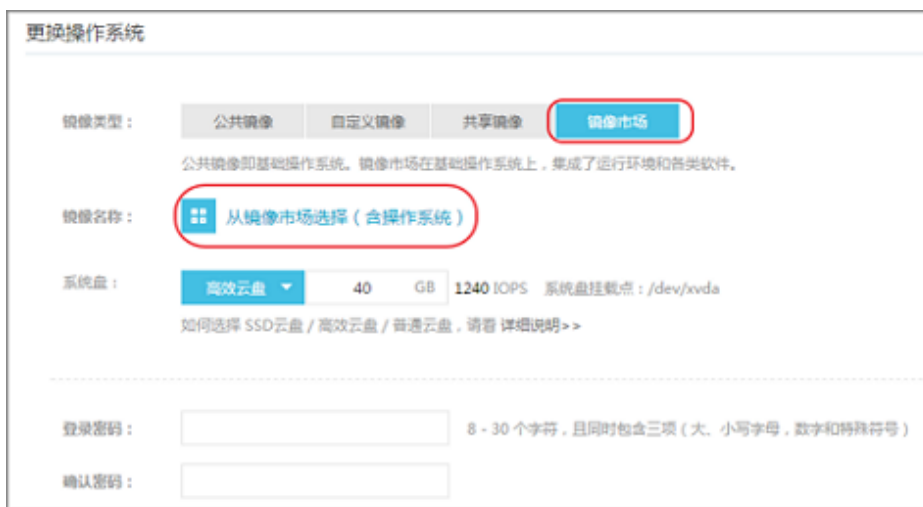 更换操作系统
镜像类型： 公共镜像 自定义镜像 共享镜像 镜像市场
公共镜像即基础操作系统。镜像市场在基础操作系统上，集成了运行环境和各类软件。
镜像名称： 从镜像市场选择（含操作系统）
系统盘： 高效云盘 40 GB 1240 IOPS 系统盘挂载点：/dev/xvda
如何选择 SSD云盘 / 高效云盘 / 普通云盘，请看 详细说明>>
登录密码： 8 - 30 个字符，且同时包含三项（大、小写字母，数字和特殊符号）
确认密码：